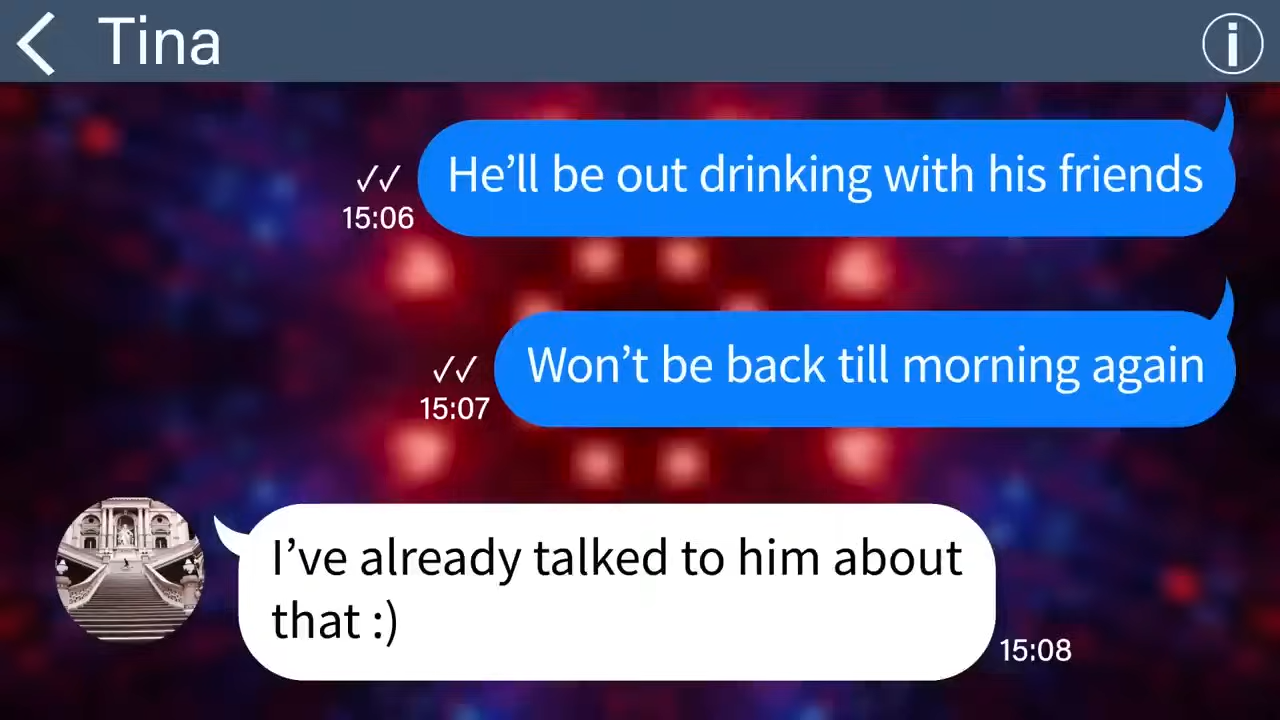 Tina
i
He’ll be out drinking with his friends
✓✓
15:06
Won’t be back till morning again
✓✓
15:07
I’ve already talked to him about
that :)
15:08